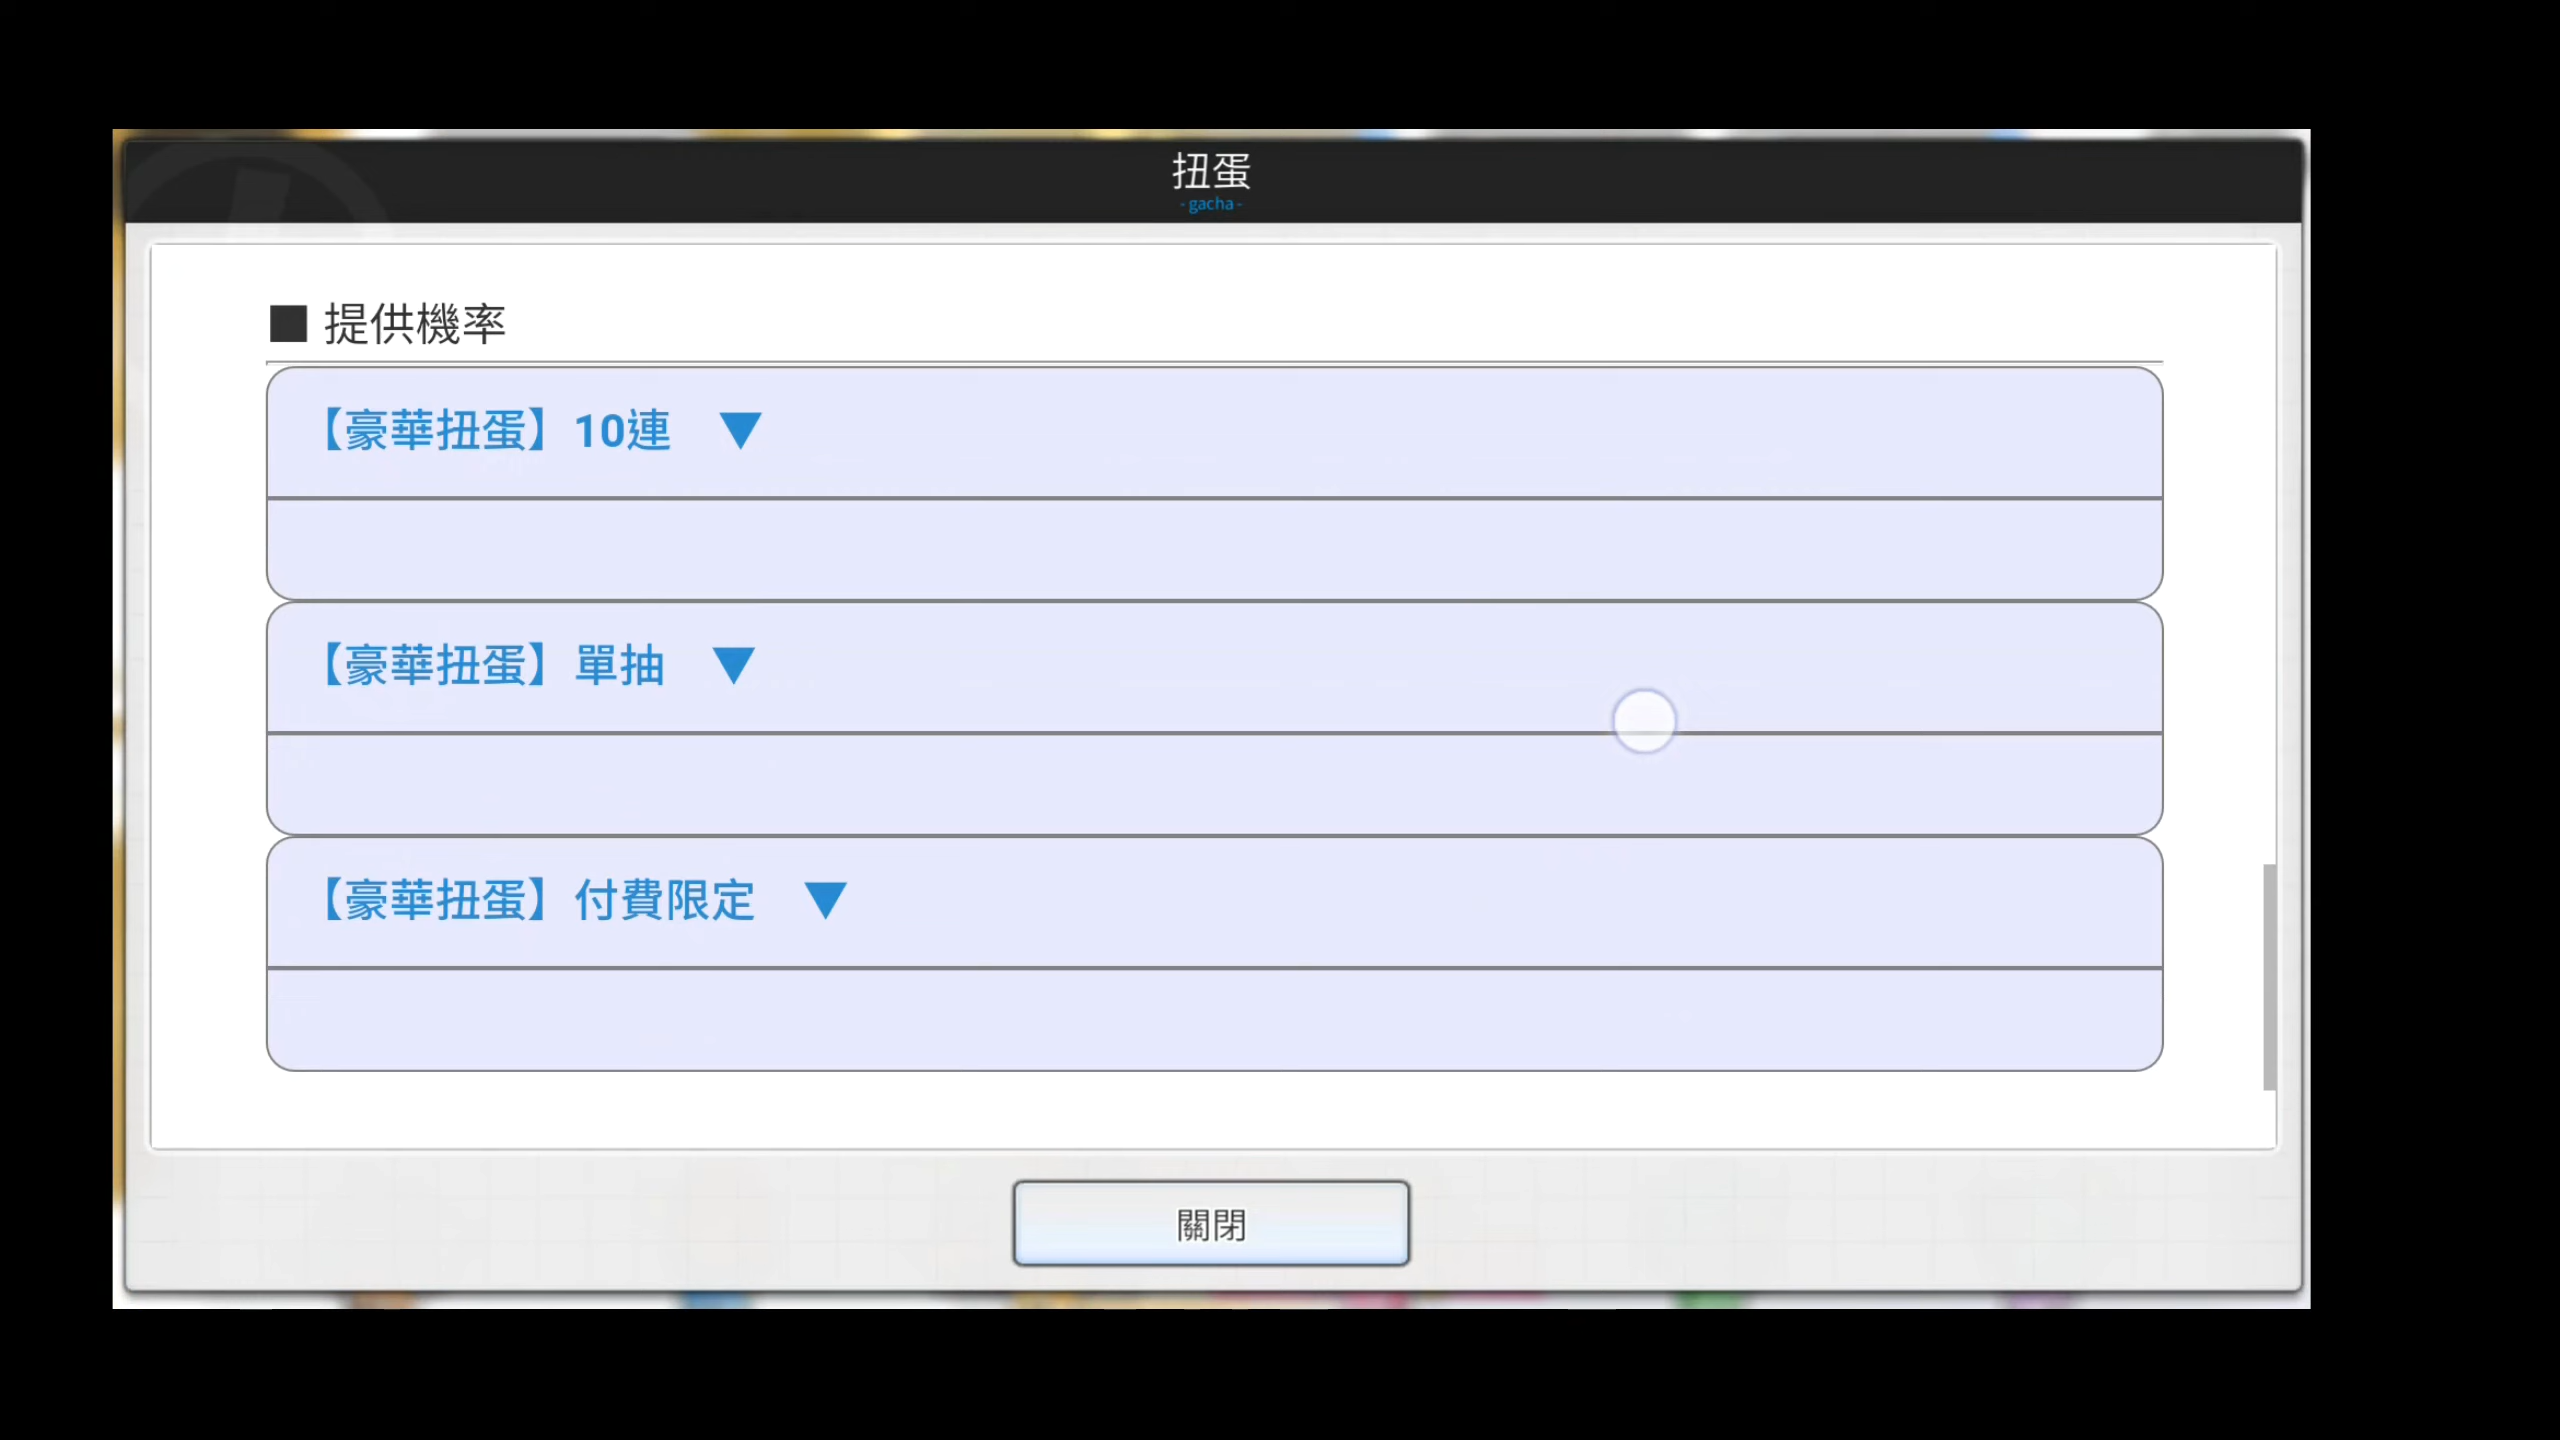 扭蛋
- gacha -
■ 提供機率
【豪華扭蛋】10連 ▼
【豪華扭蛋】單抽 ▼
【豪華扭蛋】付費限定 ▼
關閉